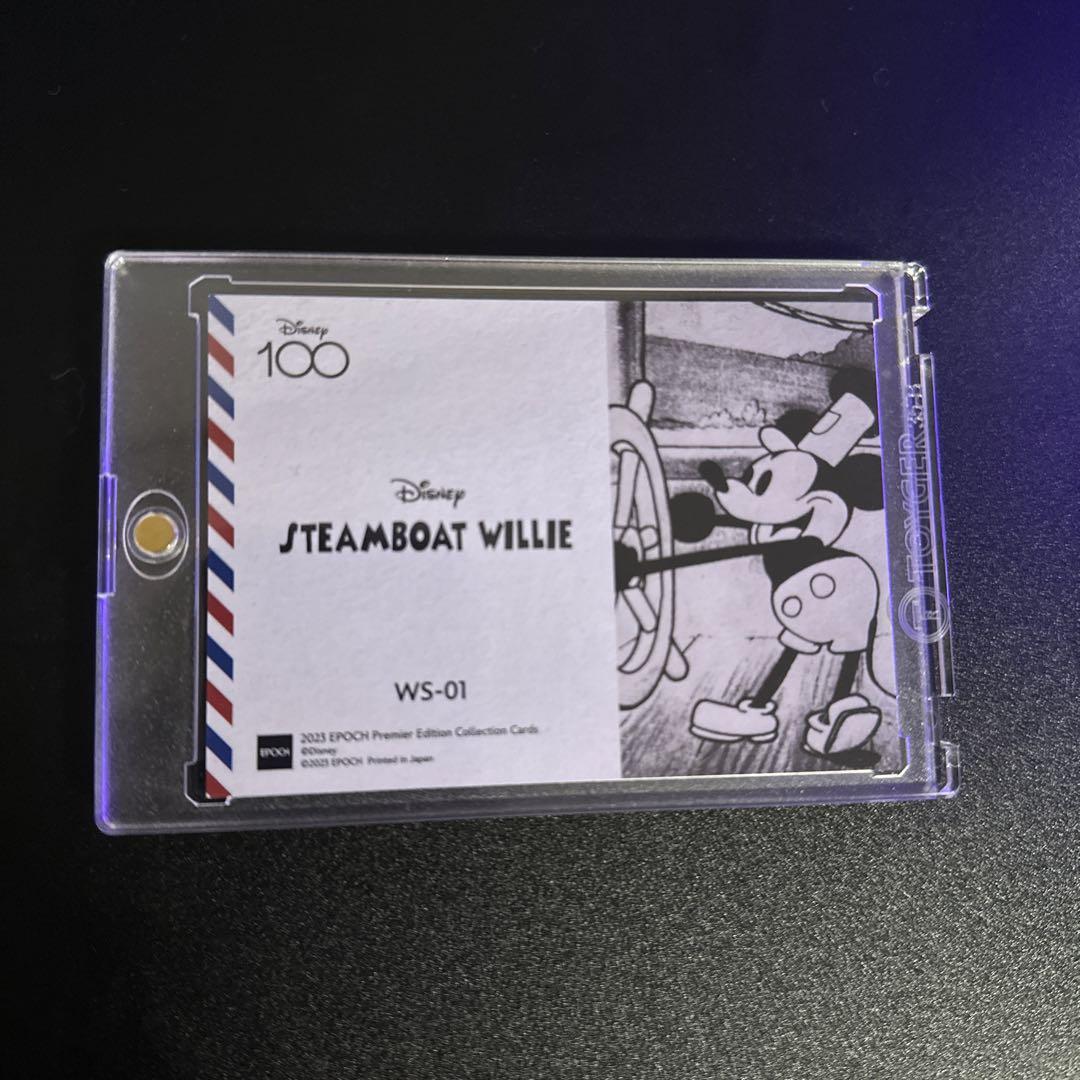 Disney
100
Disney
STEAMBOAT WILLIE
WS-01
EPOCH
2023 EPOCH Premier Edition Collection Cards
©Disney
©2023 EPOCH Printed in Japan
TOYGER